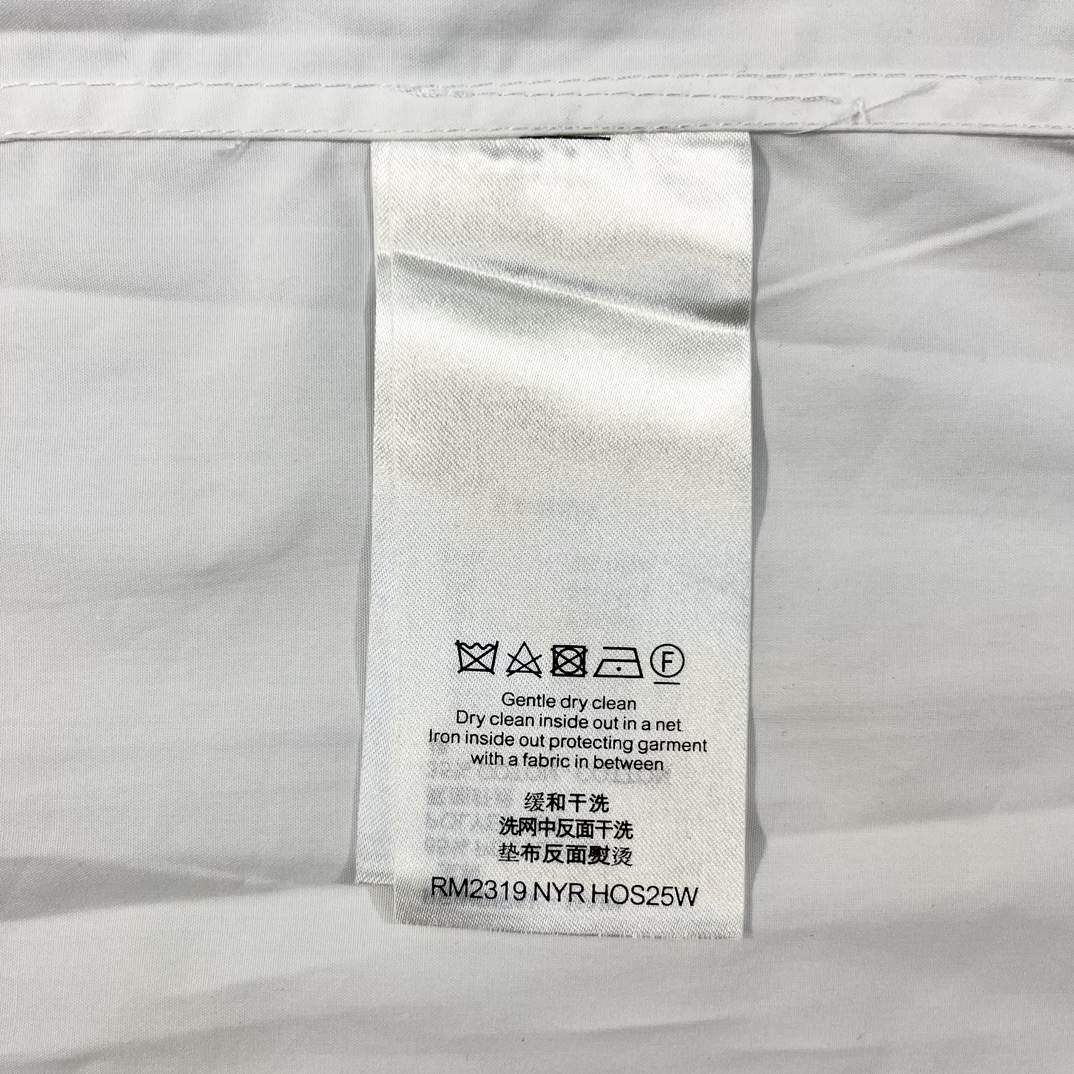 F
Gentle dry clean
Dry clean inside out in a net
Iron inside out protecting garment
with a fabric in between
缓和干洗
洗网中反面干洗
垫布反面熨烫
RM2319 NYR HOS25W